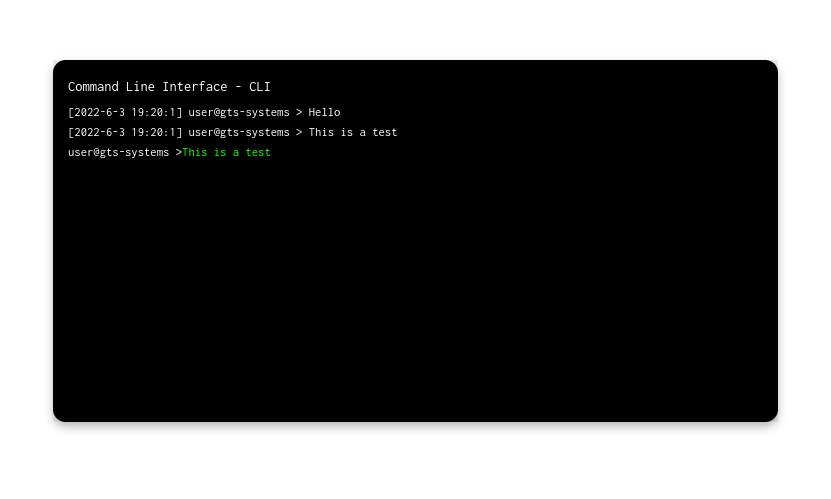 Command Line Interface - CLI
[2022-6-3 19:20:1] user@gts-systems > Hello
[2022-6-3 19:20:1] user@gts-systems > This is a test
user@gts-systems >This is a test